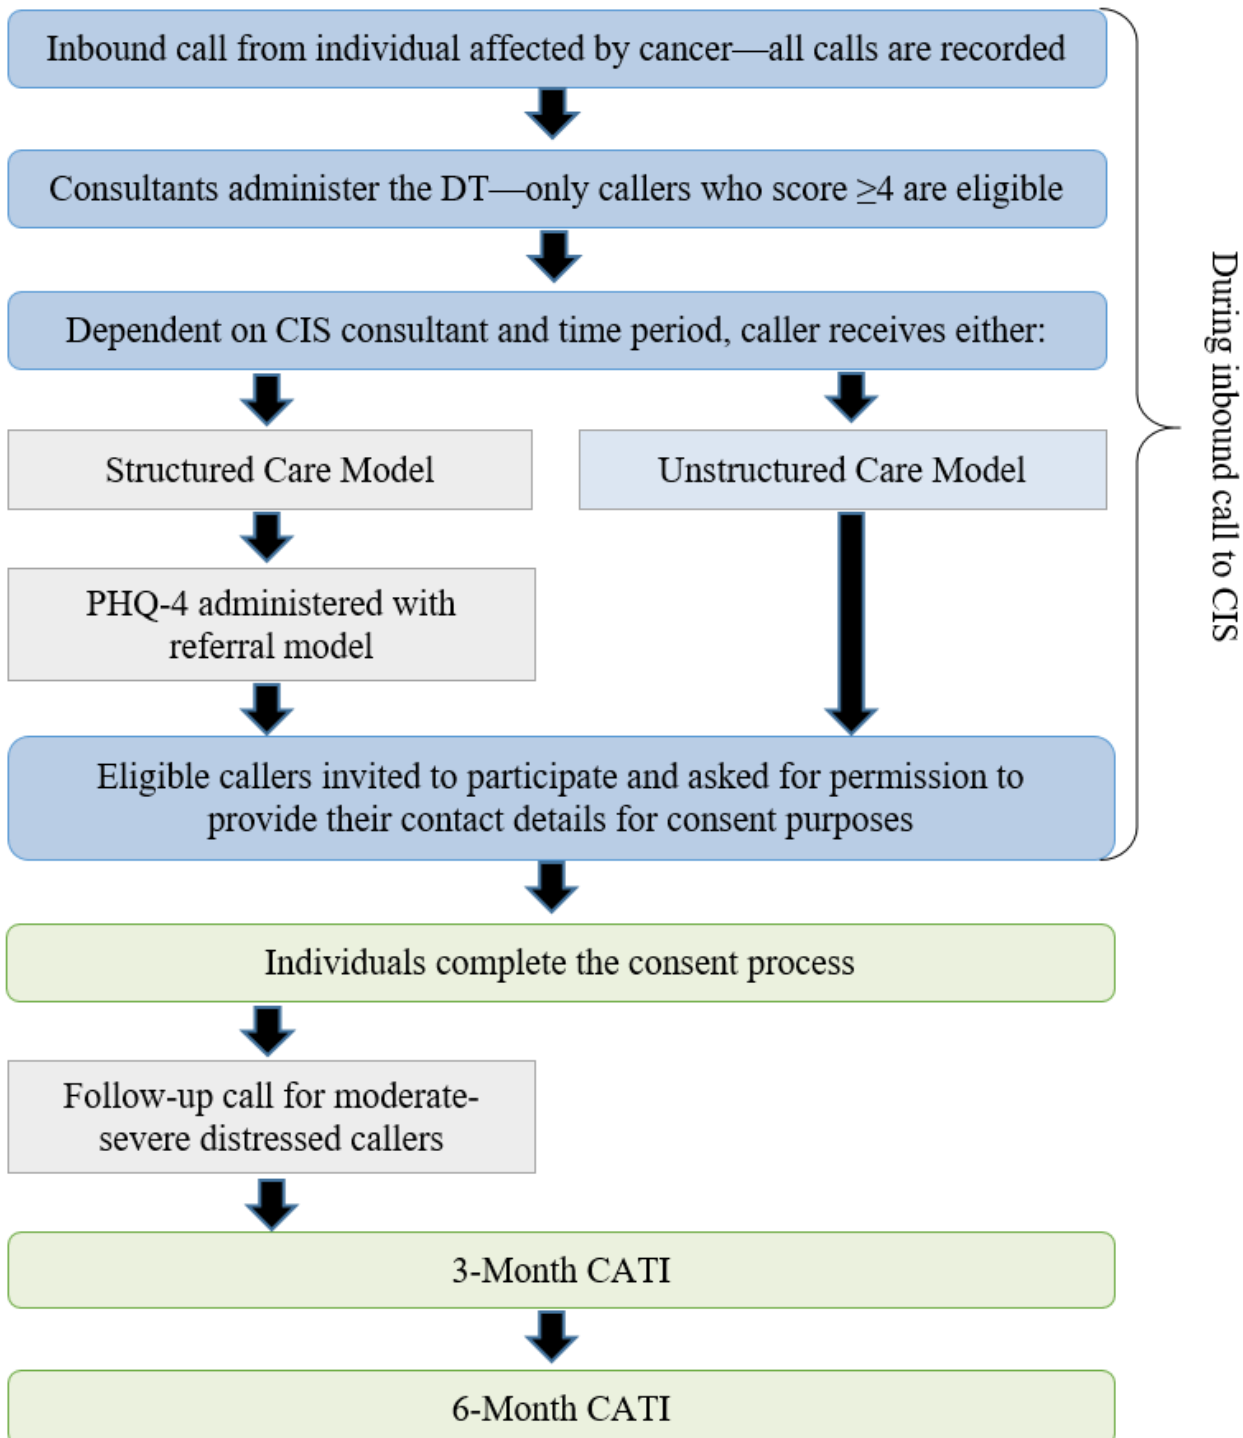 Inbound call from individual affected by cancer—all calls are recorded
Consultants administer the DT—only callers who score ≥4 are eligible
Dependent on CIS consultant and time period, caller receives either:
Structured Care Model
Unstructured Care Model
PHQ-4 administered with
referral model
Eligible callers invited to participate and asked for permission to
provide their contact details for consent purposes
During inbound call to CIS
Individuals complete the consent process
Follow-up call for moderate-
severe distressed callers
3-Month CATI
6-Month CATI